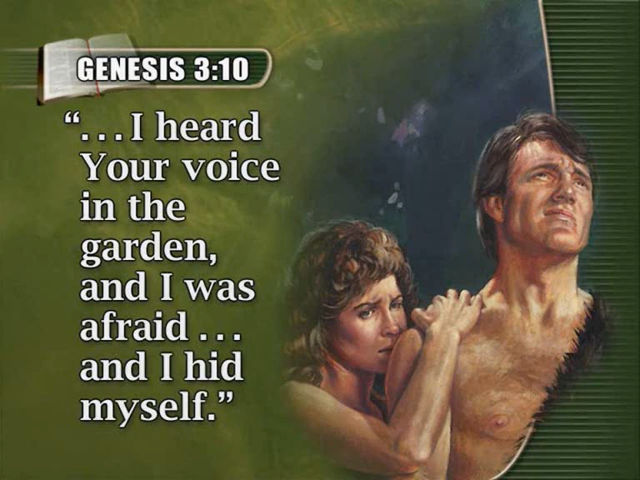 GENESIS 3:10
“. . . I heard
Your voice
in the
garden,
and I was
afraid . . .
and I hid
myself.”